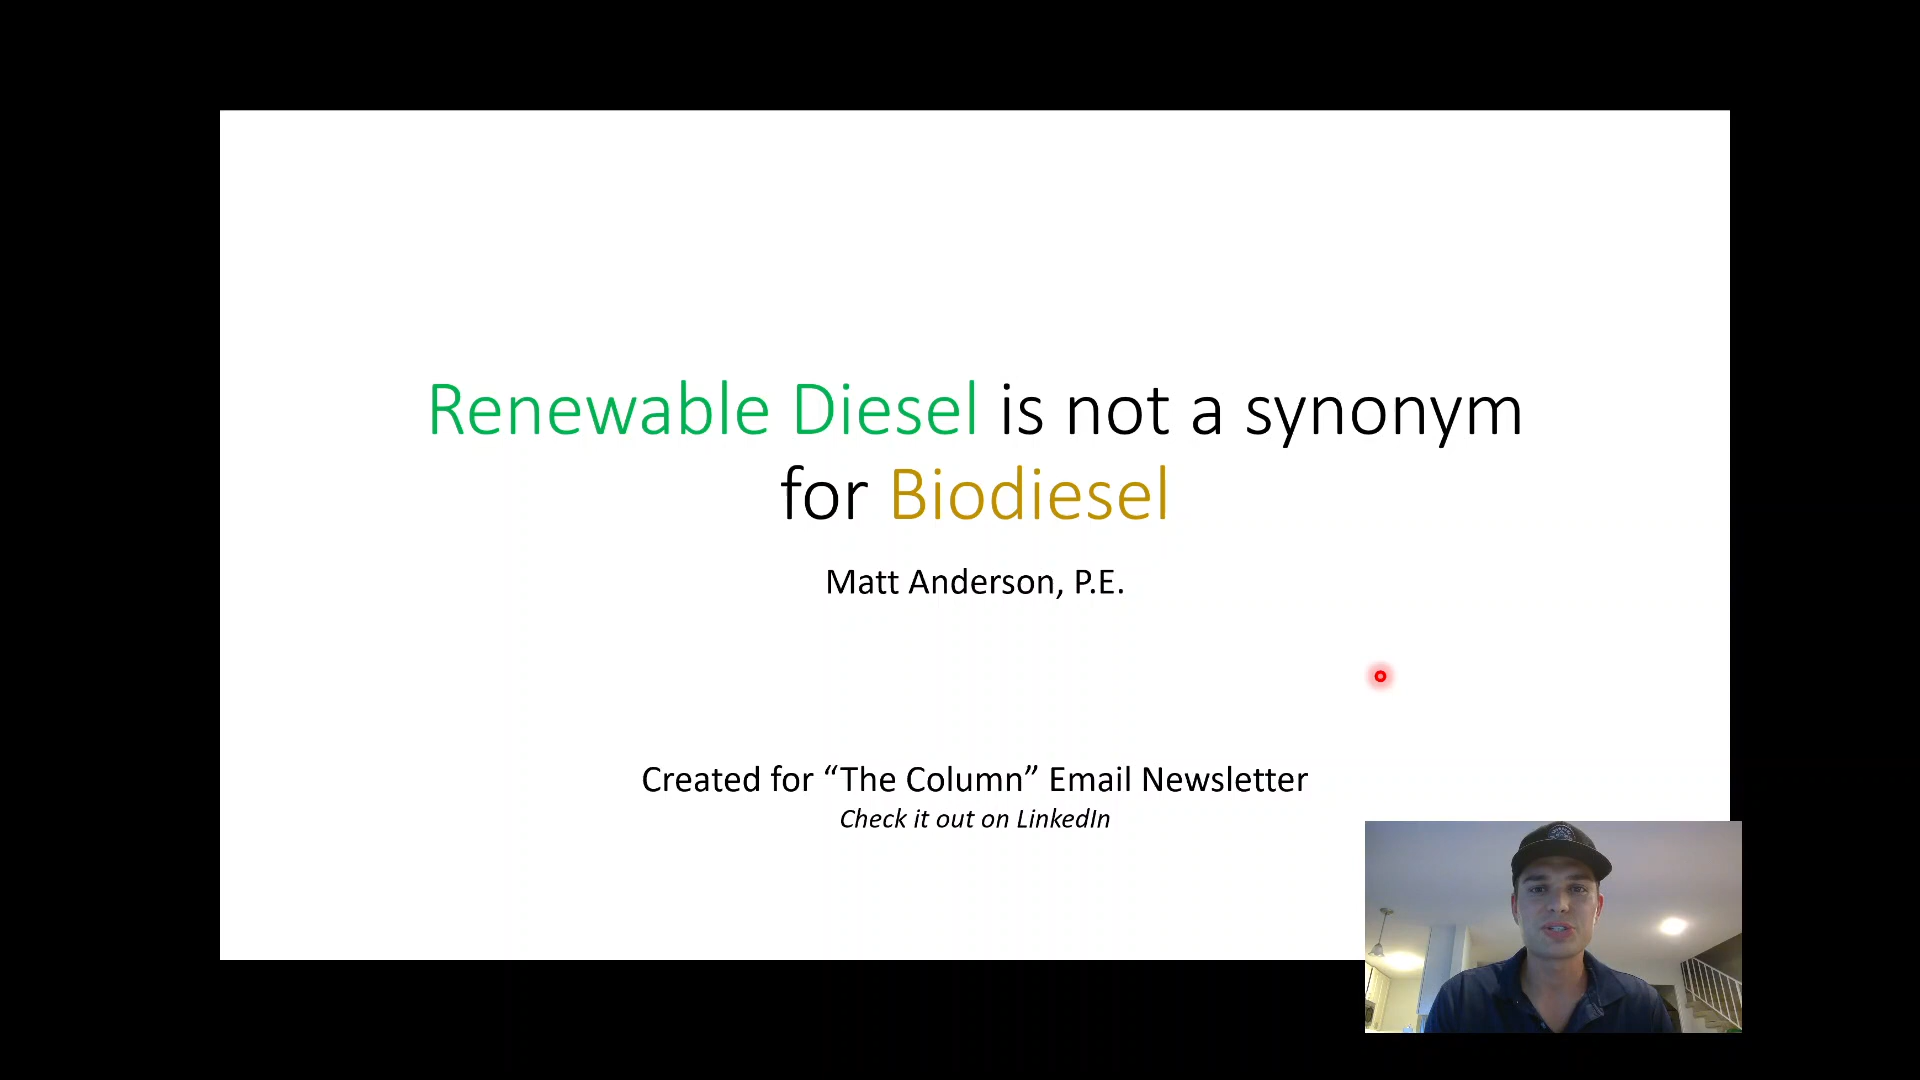 Renewable Diesel is not a synonym
for Biodiesel
Matt Anderson, P.E.
Created for “The Column” Email Newsletter
Check it out on LinkedIn